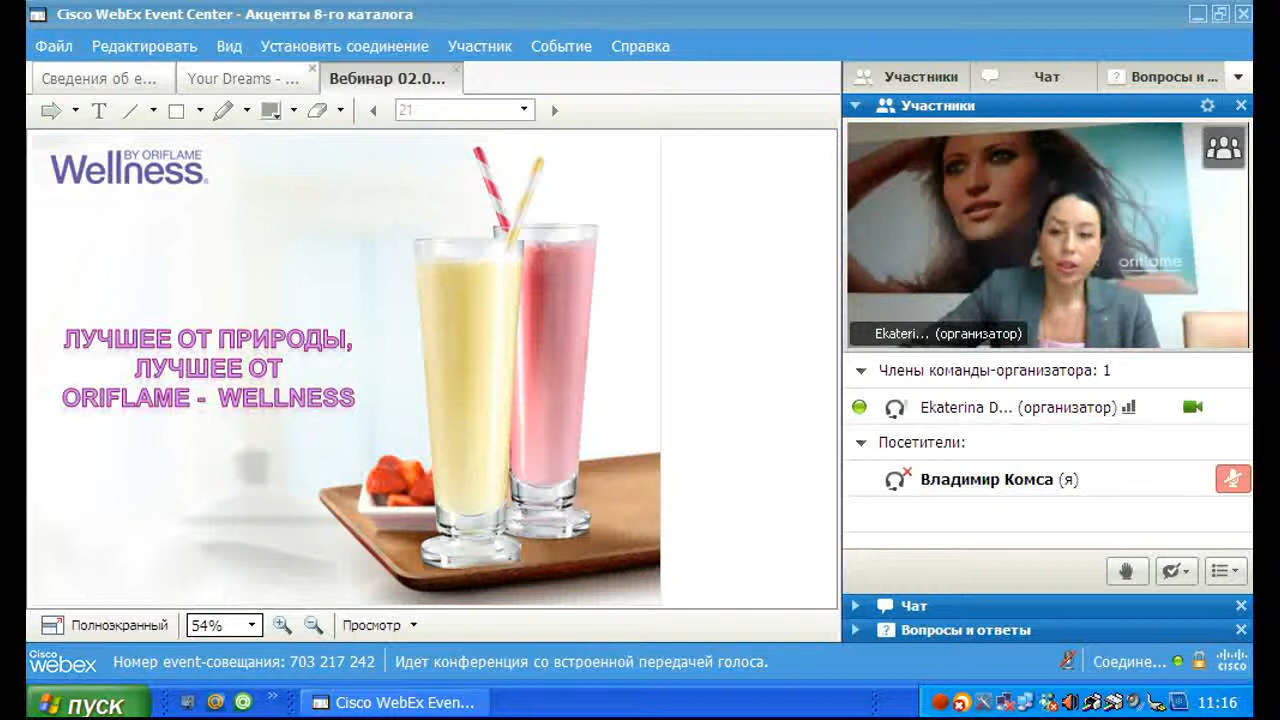 Cisco WebEx Event Center - Акценты 8-го каталога
Файл Редактировать Вид Установить соединение Участник Событие Справка
Сведения об е... Your Dreams - ... Вебинар 02.0...
Участники Чат Вопросы и ...
T 21
Участники
Wellness BY ORIFLAME
oriflame
Ekateri... (организатор)
ЛУЧШЕЕ ОТ ПРИРОДЫ,
ЛУЧШЕЕ ОТ
ORIFLAME - WELLNESS
Члены команды-организатора: 1
Ekaterina D... (организатор)
Посетители:
Владимир Комса (я)
Чат
Вопросы и ответы
Полноэкранный 54% Просмотр
Cisco webex Номер event-совещания: 703 217 242 Идет конференция со встроенной передачей голоса. Соедине... cisco
пуск Cisco WebEx Even... 11:16